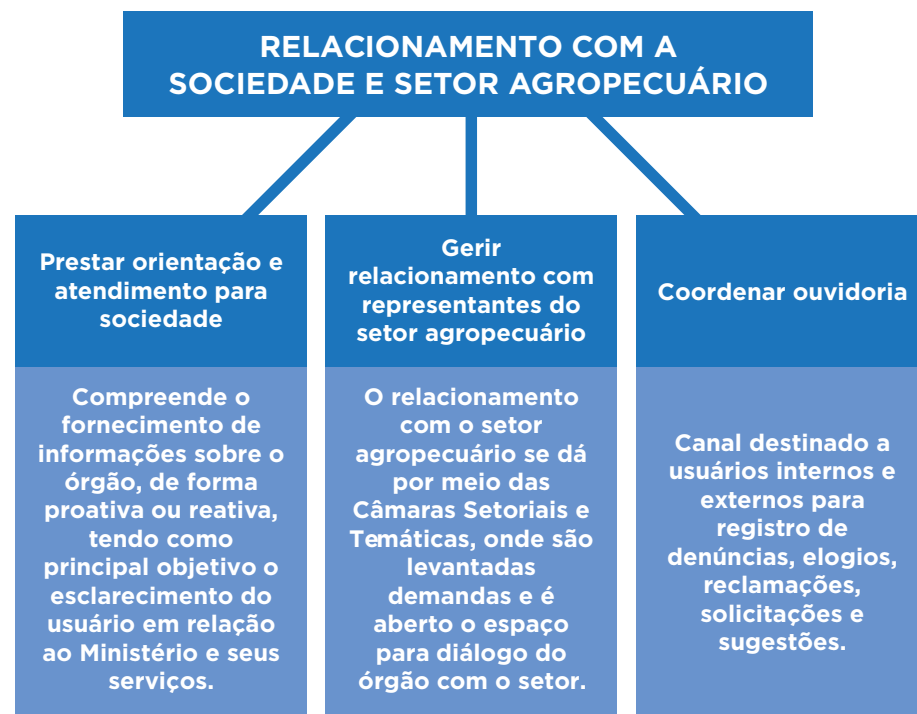 RELACIONAMENTO COM A
SOCIEDADE E SETOR AGROPECUÁRIO
Prestar orientação e
atendimento para
sociedade
Compreende o
fornecimento de
informações sobre o
órgão, de forma
proativa ou reativa,
tendo como
principal objetivo o
esclarecimento do
usuário em relação
ao Ministério e seus
serviços.
Gerir
relacionamento com
representantes do
setor agropecuário
O relacionamento
com o setor
agropecuário se dá
por meio das
Câmaras Setoriais e
Temáticas, onde são
levantadas
demandas e é
aberto o espaço
para diálogo do
órgão com o setor.
Coordenar ouvidoria
Canal destinado a
usuários internos e
externos para
registro de
denúncias, elogios,
reclamações,
solicitações e
sugestões.